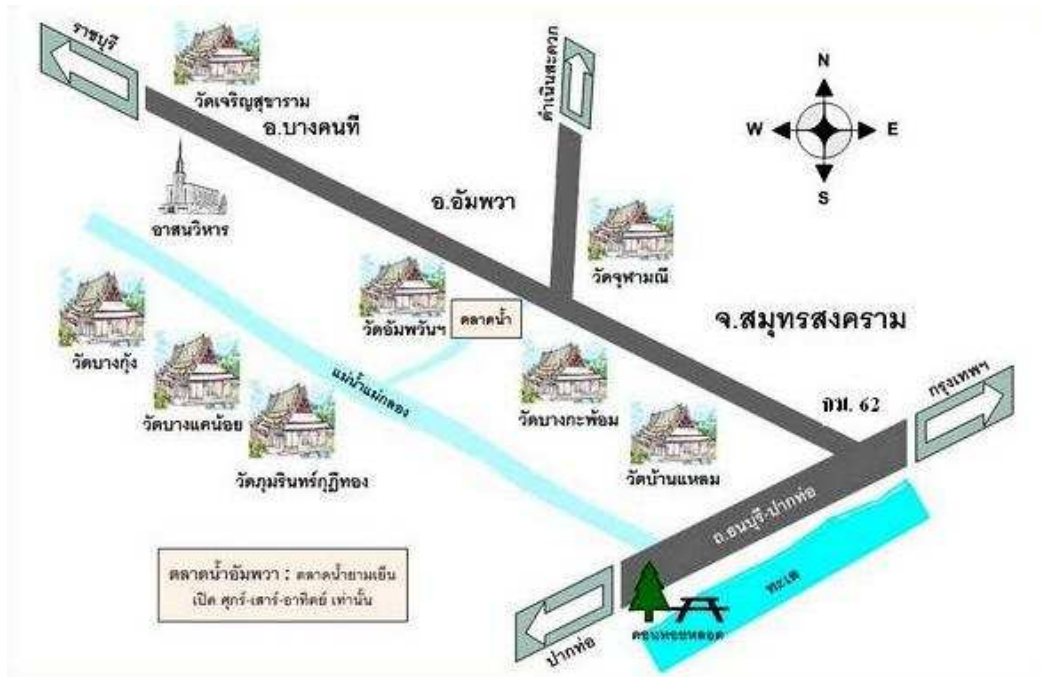 ราชบุรี
วัดเจริญสุขาราม
อ.บางคนที
ดำเนินสะดวก
N
W
E
S
อ.อัมพวา
อาสนวิหาร
วัดจุฬามณี
วัดอัมพวันฯ
ตลาดน้ำ
จ.สมุทรสงคราม
วัดบางกุ้ง
แม่น้ำแม่กลอง
กรุงเทพฯ
กม. 62
วัดบางแคน้อย
วัดบางกะพ้อม
วัดภุมรินทร์กุฎีทอง
วัดบ้านแหลม
ถ.ธนบุรี-ปากท่อ
ทะเล
ตลาดน้ำอัมพวา : ตลาดน้ำยามเย็น
เปิด ศุกร์-เสาร์-อาทิตย์ เท่านั้น
ดอนหอยหลอด
ปากท่อ